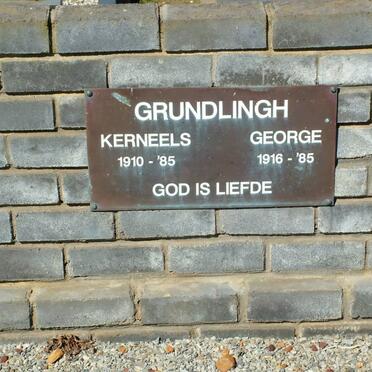 GRUNDLINGH
KERNEELS GEORGE
1910 - '85 1916 - '85
GOD IS LIEFDE